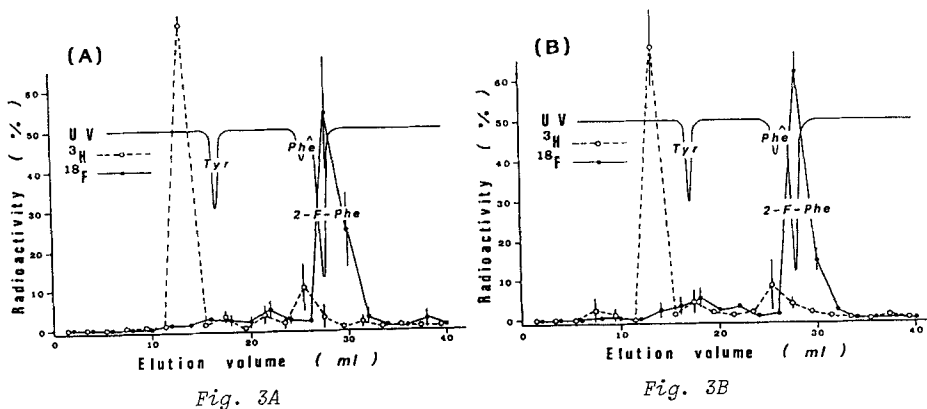 (A)
Radioactivity ( % )
60
50
40
30
20
10
0
UV
³H
¹⁸F
Tyr
Phe
2-F-Phe
0 10 20 30 40
Elution volume ( ml )
Fig. 3A
(B)
Radioactivity ( % )
60
50
40
30
20
10
0
UV
³H
¹⁸F
Tyr
Phe
2-F-Phe
0 10 20 30 40
Elution volume ( ml )
Fig. 3B